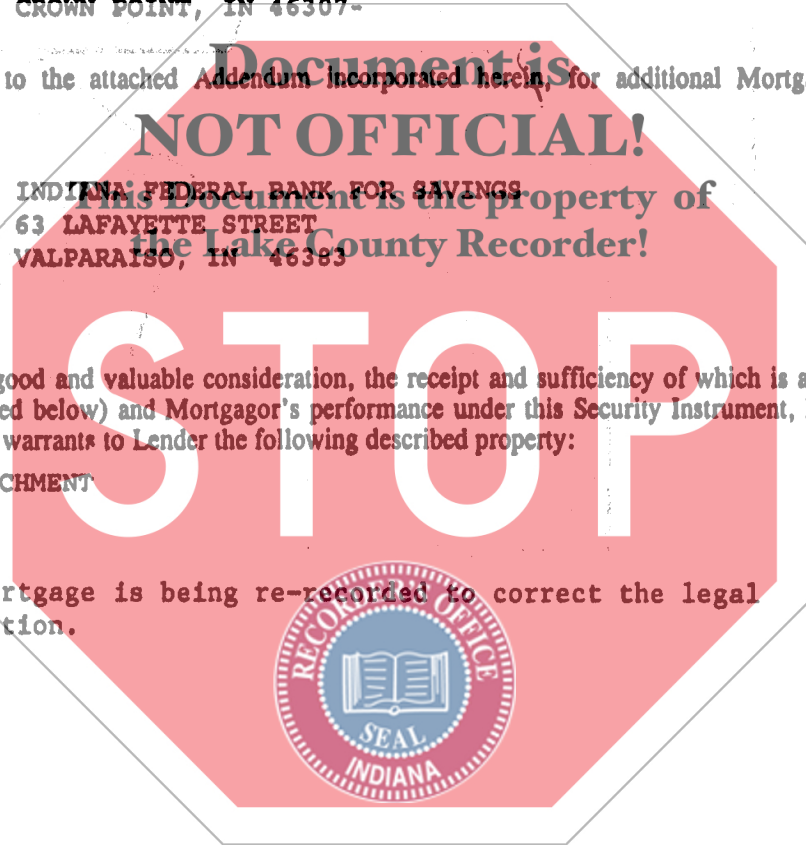 CROWN POINT, IN 46307-
to the attached Addendum incorporated herein, for additional Mortga
Document is
NOT OFFICIAL!
INDIANA FEDERAL BANK FOR SAVINGS
This Document is the property of
63 LAFAYETTE STREET
the Lake County Recorder!
VALPARAISO, IN 46383
good and valuable consideration, the receipt and sufficiency of which is a
ed below) and Mortgagor's performance under this Security Instrument,
warrants to Lender the following described property:
CHMENT
STOP
rtgage is being re-recorded to correct the legal
tion.
RECORDER'S OFFICE
SEAL
INDIANA